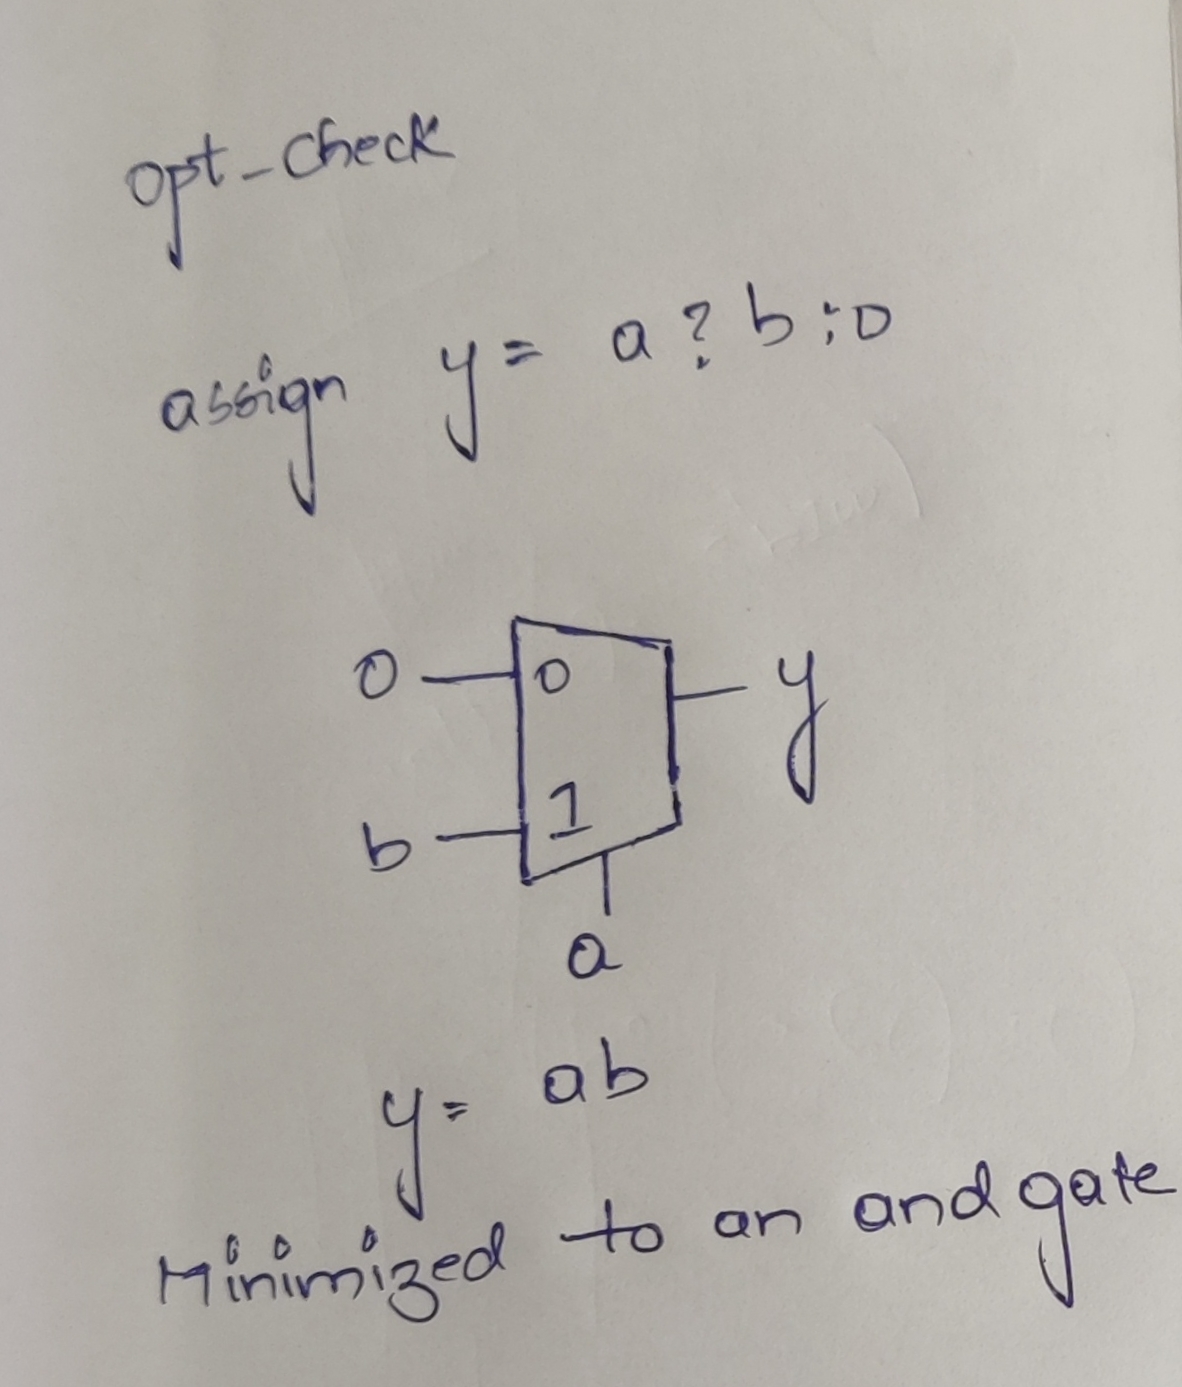 opt-check
assign y= a?b:0
0 0 y
b 1
a
y= ab
Minimized to an and gate